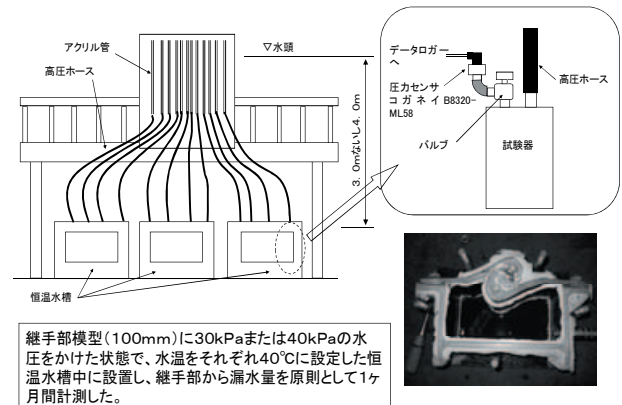 アクリル管
高圧ホース
▽水頭
3.0mないし4.0m
恒温水槽
データロガー
へ
圧力センサ
コガネイB8320-
ML58
バルブ
高圧ホース
試験器
継手部模型(100mm)に30kPaまたは40kPaの水
圧をかけた状態で、水温をそれぞれ40℃に設定した恒
温水槽中に設置し、継手部から漏水量を原則として1ヶ
月間計測した。